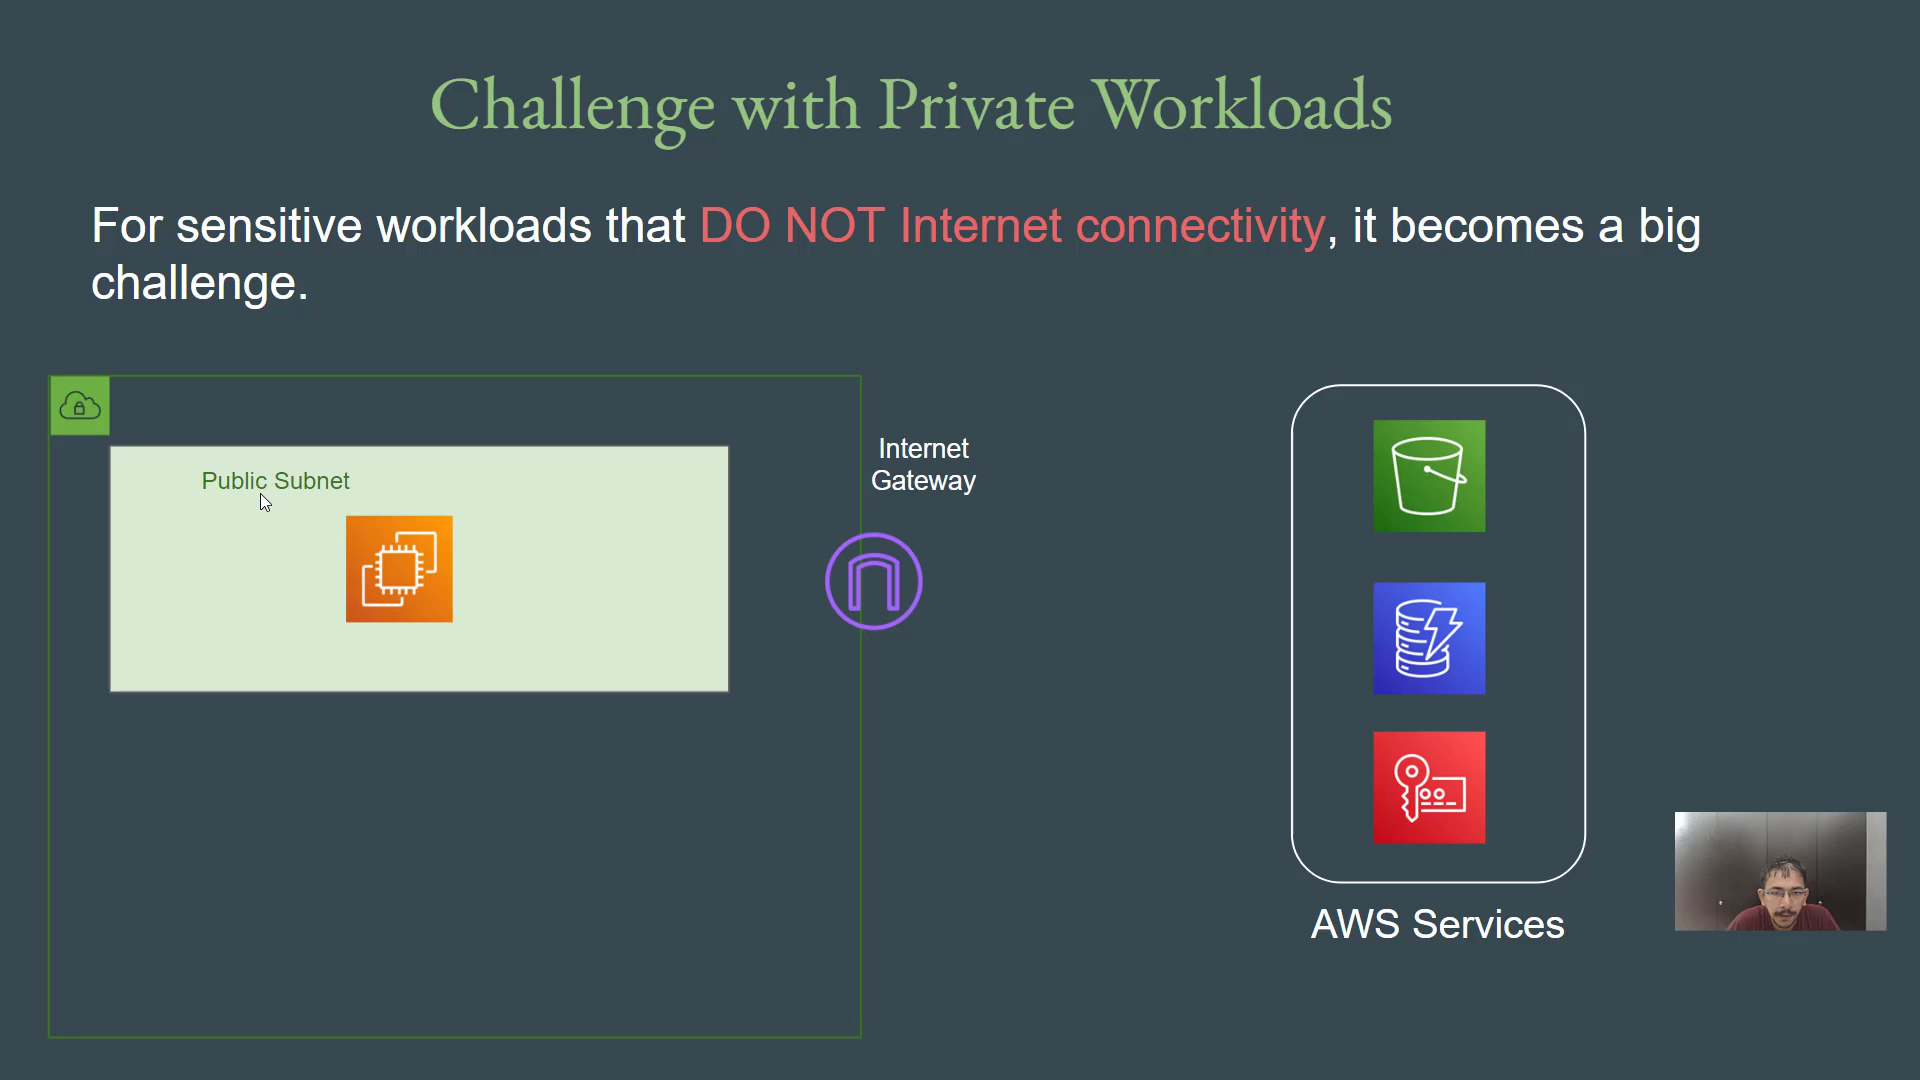 Challenge with Private Workloads
For sensitive workloads that DO NOT Internet connectivity, it becomes a big
challenge.
Public Subnet
Internet
Gateway
AWS Services